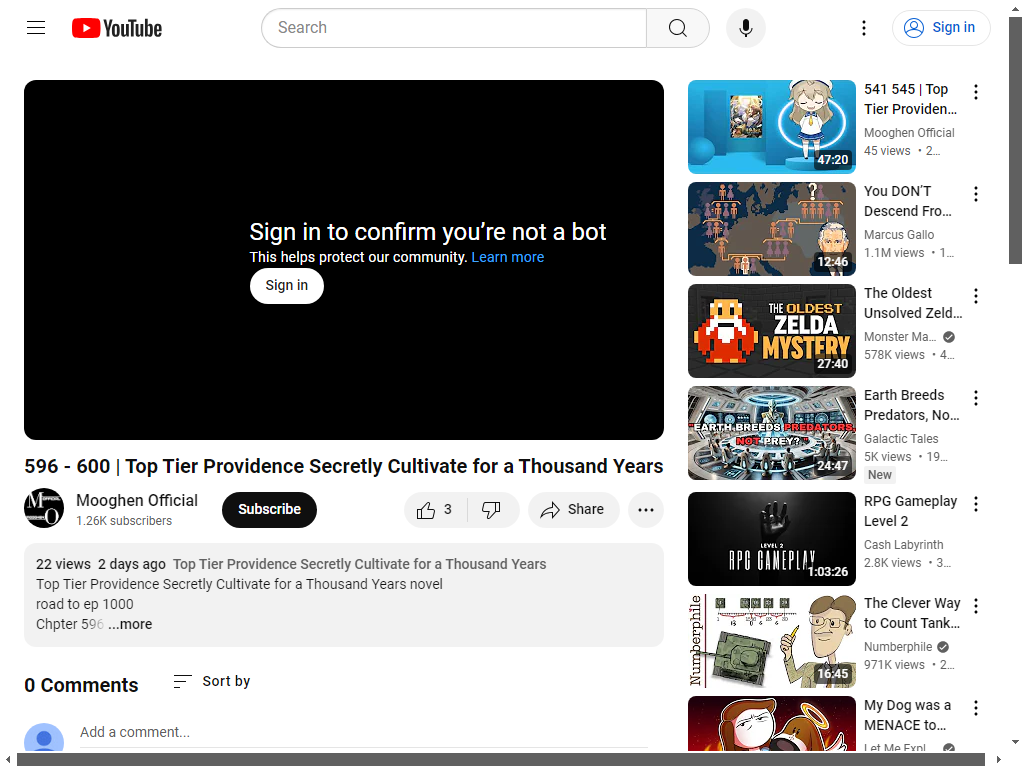 YouTube
Search
Sign in
Sign in to confirm you're not a bot
This helps protect our community. Learn more
Sign in
596 - 600 | Top Tier Providence Secretly Cultivate for a Thousand Years
Mooghen Official
1.26K subscribers
Subscribe
3
Share
22 views 2 days ago Top Tier Providence Secretly Cultivate for a Thousand Years
Top Tier Providence Secretly Cultivate for a Thousand Years novel
road to ep 1000
Chpter 596 ...more
0 Comments
Sort by
Add a comment...
47:20
541 545 | Top
Tier Providen...
Mooghen Official
45 views • 2...
?
12:46
You DON'T
Descend Fro...
Marcus Gallo
1.1M views • 1...
THE OLDEST
ZELDA
MYSTERY
27:40
The Oldest
Unsolved Zeld...
Monster Ma...
578K views • 4...
"EARTH BREEDS PREDATORS,
NOT PREY?"
24:47
Earth Breeds
Predators, No...
Galactic Tales
5K views • 19...
New
LEVEL 2
RPG GAMEPLAY
1:03:26
RPG Gameplay
Level 2
Cash Labyrinth
2.8K views • 3...
Numberphile
16:45
The Clever Way
to Count Tank...
Numberphile
971K views • 2...
My Dog was a
MENACE to...
Let Me Expl...